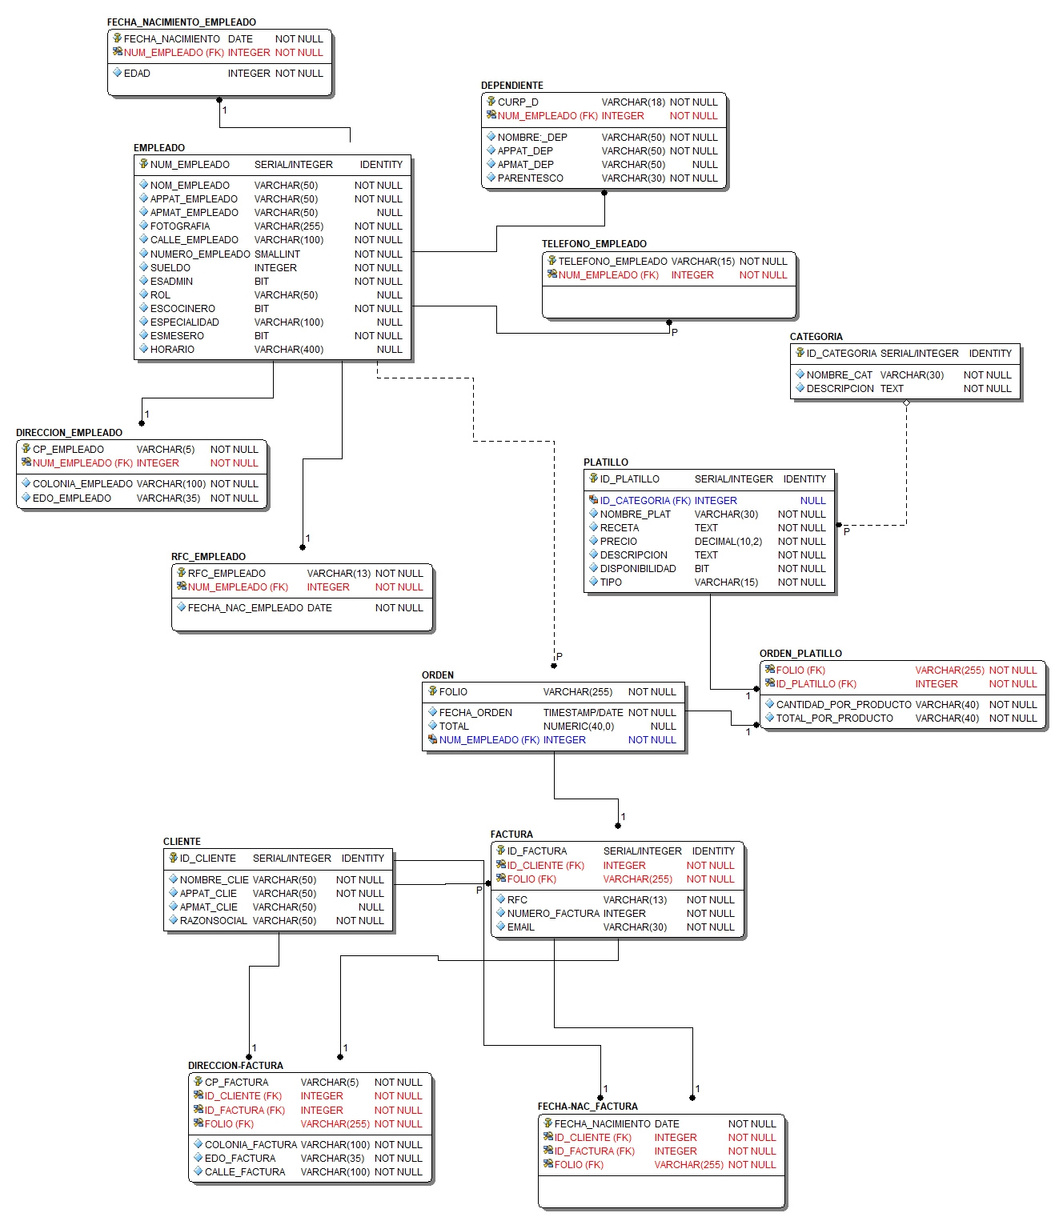 FECHA_NACIMIENTO_EMPLEADO
FECHA_NACIMIENTO DATE NOT NULL
NUM_EMPLEADO (FK) INTEGER NOT NULL
EDAD INTEGER NOT NULL
1
DEPENDIENTE
CURP_D VARCHAR(18) NOT NULL
NUM_EMPLEADO (FK) INTEGER NOT NULL
NOMBRE:_DEP VARCHAR(50) NOT NULL
APPAT_DEP VARCHAR(50) NOT NULL
APMAT_DEP VARCHAR(50) NULL
PARENTESCO VARCHAR(30) NOT NULL
EMPLEADO
NUM_EMPLEADO SERIAL/INTEGER IDENTITY
NOM_EMPLEADO VARCHAR(50) NOT NULL
APPAT_EMPLEADO VARCHAR(50) NOT NULL
APMAT_EMPLEADO VARCHAR(50) NULL
FOTOGRAFIA VARCHAR(255) NOT NULL
CALLE_EMPLEADO VARCHAR(100) NOT NULL
NUMERO_EMPLEADO SMALLINT NOT NULL
SUELDO INTEGER NOT NULL
ESADMIN BIT NOT NULL
ROL VARCHAR(50) NULL
ESCOCINERO BIT NOT NULL
ESPECIALIDAD VARCHAR(100) NULL
ESMESERO BIT NOT NULL
HORARIO VARCHAR(400) NULL
TELEFONO_EMPLEADO
TELEFONO_EMPLEADO VARCHAR(15) NOT NULL
NUM_EMPLEADO (FK) INTEGER NOT NULL
P
CATEGORIA
ID_CATEGORIA SERIAL/INTEGER IDENTITY
NOMBRE_CAT VARCHAR(30) NOT NULL
DESCRIPCION TEXT NOT NULL
1
DIRECCION_EMPLEADO
CP_EMPLEADO VARCHAR(5) NOT NULL
NUM_EMPLEADO (FK) INTEGER NOT NULL
COLONIA_EMPLEADO VARCHAR(100) NOT NULL
EDO_EMPLEADO VARCHAR(35) NOT NULL
PLATILLO
ID_PLATILLO SERIAL/INTEGER IDENTITY
ID_CATEGORIA (FK) INTEGER NULL
NOMBRE_PLAT VARCHAR(30) NOT NULL
RECETA TEXT NOT NULL
PRECIO DECIMAL(10,2) NOT NULL
DESCRIPCION TEXT NOT NULL
DISPONIBILIDAD BIT NOT NULL
TIPO VARCHAR(15) NOT NULL
P
1
RFC_EMPLEADO
RFC_EMPLEADO VARCHAR(13) NOT NULL
NUM_EMPLEADO (FK) INTEGER NOT NULL
FECHA_NAC_EMPLEADO DATE NOT NULL
P
ORDEN_PLATILLO
FOLIO (FK) VARCHAR(255) NOT NULL
ID_PLATILLO (FK) INTEGER NOT NULL
CANTIDAD_POR_PRODUCTO VARCHAR(40) NOT NULL
TOTAL_POR_PRODUCTO VARCHAR(40) NOT NULL
1
1
ORDEN
FOLIO VARCHAR(255) NOT NULL
FECHA_ORDEN TIMESTAMP/DATE NOT NULL
TOTAL NUMERIC(40,0) NULL
NUM_EMPLEADO (FK) INTEGER NOT NULL
1
CLIENTE
ID_CLIENTE SERIAL/INTEGER IDENTITY
NOMBRE_CLIE VARCHAR(50) NOT NULL
APPAT_CLIE VARCHAR(50) NOT NULL
APMAT_CLIE VARCHAR(50) NULL
RAZONSOCIAL VARCHAR(50) NOT NULL
P
FACTURA
ID_FACTURA SERIAL/INTEGER IDENTITY
ID_CLIENTE (FK) INTEGER NOT NULL
FOLIO (FK) VARCHAR(255) NOT NULL
RFC VARCHAR(13) NOT NULL
NUMERO_FACTURA INTEGER NOT NULL
EMAIL VARCHAR(30) NOT NULL
1
1
DIRECCION-FACTURA
CP_FACTURA VARCHAR(5) NOT NULL
ID_CLIENTE (FK) INTEGER NOT NULL
ID_FACTURA (FK) INTEGER NOT NULL
FOLIO (FK) VARCHAR(255) NOT NULL
COLONIA_FACTURA VARCHAR(100) NOT NULL
EDO_FACTURA VARCHAR(35) NOT NULL
CALLE_FACTURA VARCHAR(100) NOT NULL
1
1
FECHA-NAC_FACTURA
FECHA_NACIMIENTO DATE NOT NULL
ID_CLIENTE (FK) INTEGER NOT NULL
ID_FACTURA (FK) INTEGER NOT NULL
FOLIO (FK) VARCHAR(255) NOT NULL